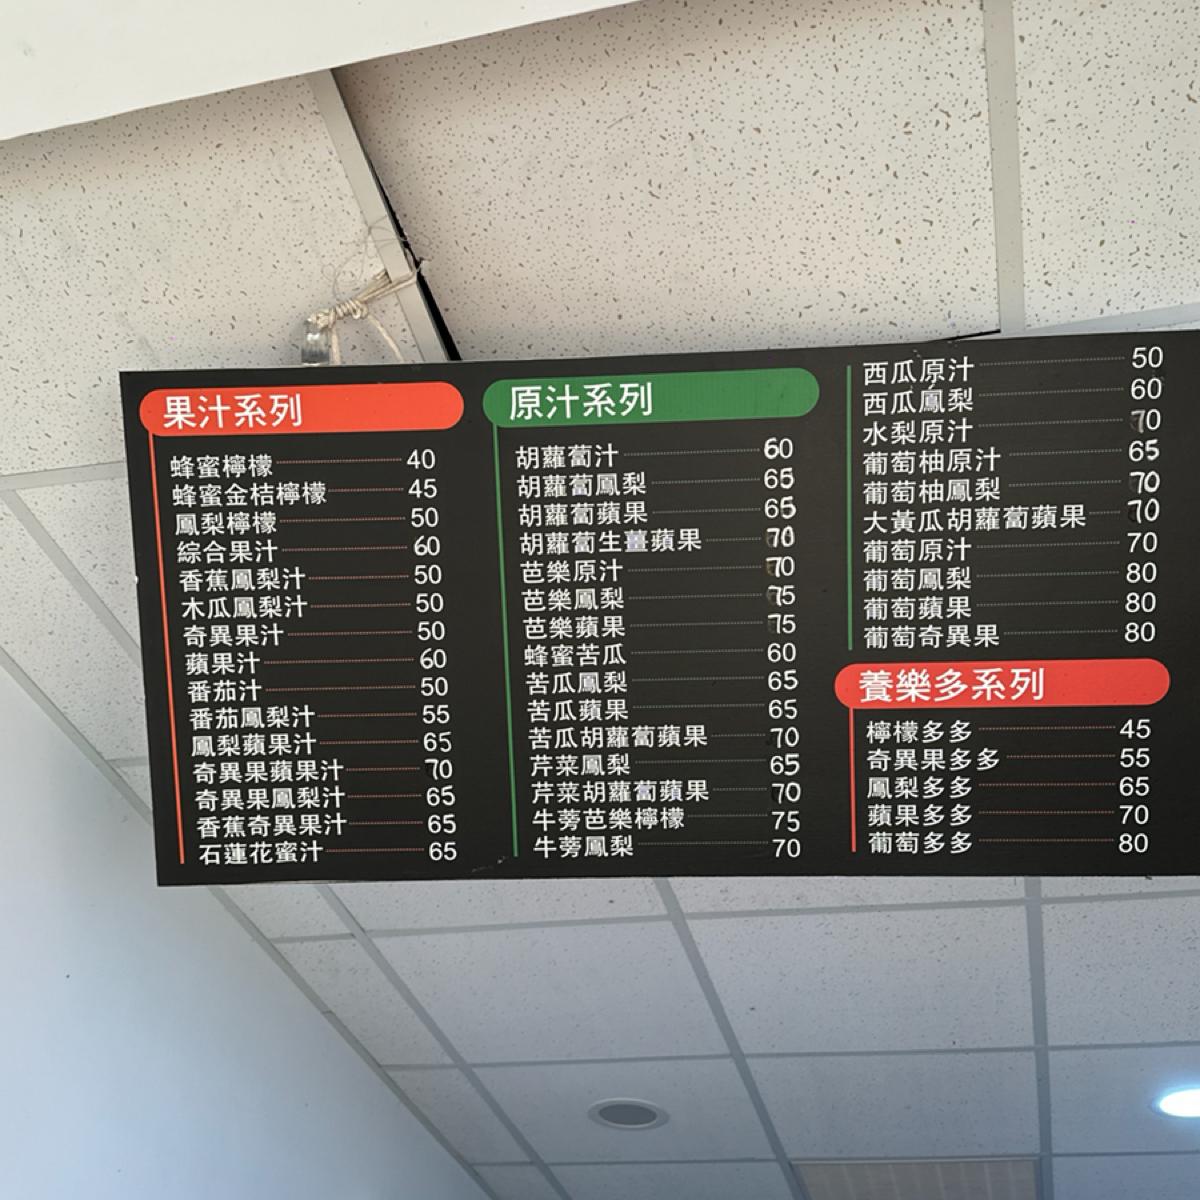 果汁系列
蜂蜜檸檬 40
蜂蜜金桔檸檬 45
鳳梨檸檬 50
綜合果汁 60
香蕉鳳梨汁 50
木瓜鳳梨汁 50
奇異果汁 50
蘋果汁 60
番茄汁 50
番茄鳳梨汁 55
鳳梨蘋果汁 65
奇異果蘋果汁 70
奇異果鳳梨汁 65
香蕉奇異果汁 65
石蓮花蜜汁 65
原汁系列
胡蘿蔔汁 60
胡蘿蔔鳳梨 65
胡蘿蔔蘋果 65
胡蘿蔔生薑蘋果 70
芭樂原汁 70
芭樂鳳梨 75
芭樂蘋果 75
蜂蜜苦瓜 60
苦瓜鳳梨 65
苦瓜蘋果 65
苦瓜胡蘿蔔蘋果 70
芹菜鳳梨 65
芹菜胡蘿蔔蘋果 70
牛蒡芭樂檸檬 75
牛蒡鳳梨 70
西瓜原汁 50
西瓜鳳梨 60
水梨原汁 70
葡萄柚原汁 65
葡萄柚鳳梨 70
大黃瓜胡蘿蔔蘋果 70
葡萄原汁 70
葡萄鳳梨 80
葡萄蘋果 80
葡萄奇異果 80
養樂多系列
檸檬多多 45
奇異果多多 55
鳳梨多多 65
蘋果多多 70
葡萄多多 80